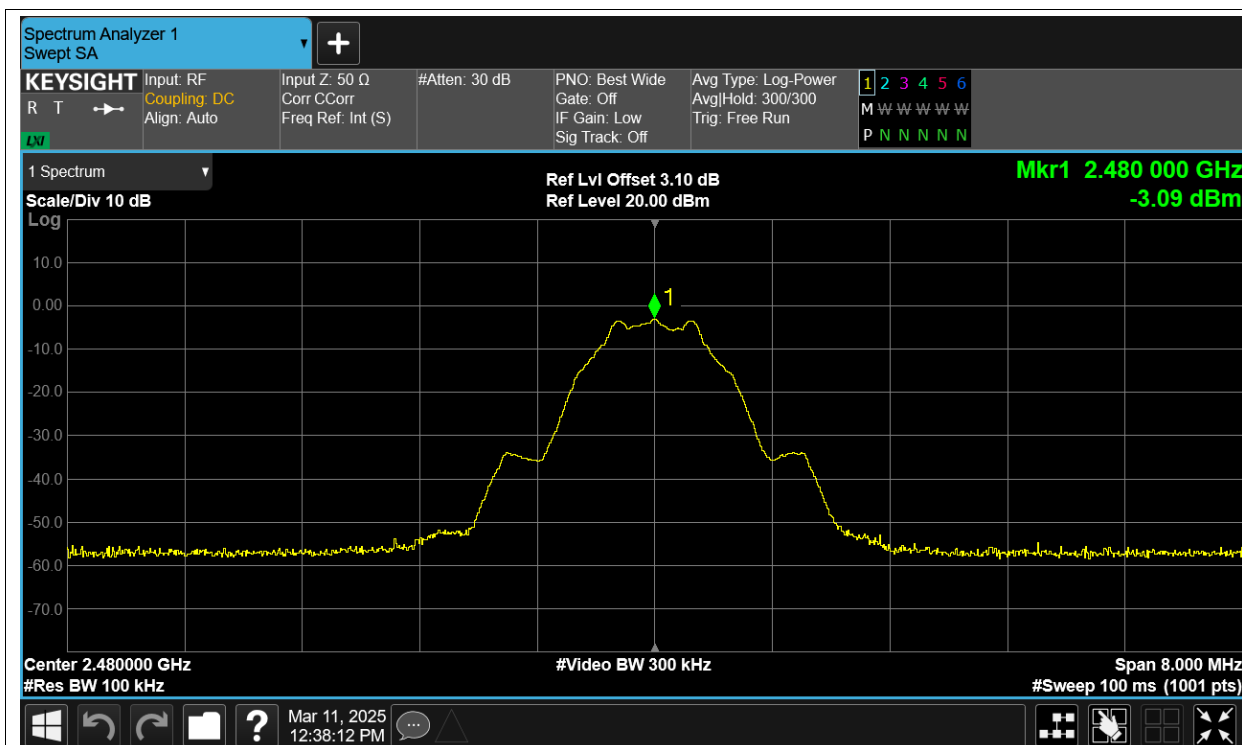 Spectrum Analyzer 1
Swept SA
KEYSIGHT
R T
LXI
Input: RF
Coupling: DC
Align: Auto
Input Z: 50 Ω
Corr CCorr
Freq Ref: Int (S)
#Atten: 30 dB
PNO: Best Wide
Gate: Off
IF Gain: Low
Sig Track: Off
Avg Type: Log-Power
Avg|Hold: 300/300
Trig: Free Run
1 2 3 4 5 6
M W W W W W
P N N N N N
1 Spectrum
Scale/Div 10 dB
Ref Lvl Offset 3.10 dB
Ref Level 20.00 dBm
Mkr1 2.480 000 GHz
-3.09 dBm
Log
10.0
0.00
-10.0
-20.0
-30.0
-40.0
-50.0
-60.0
-70.0
1
Center 2.480000 GHz
#Res BW 100 kHz
#Video BW 300 kHz
Span 8.000 MHz
#Sweep 100 ms (1001 pts)
?
Mar 11, 2025
12:38:12 PM